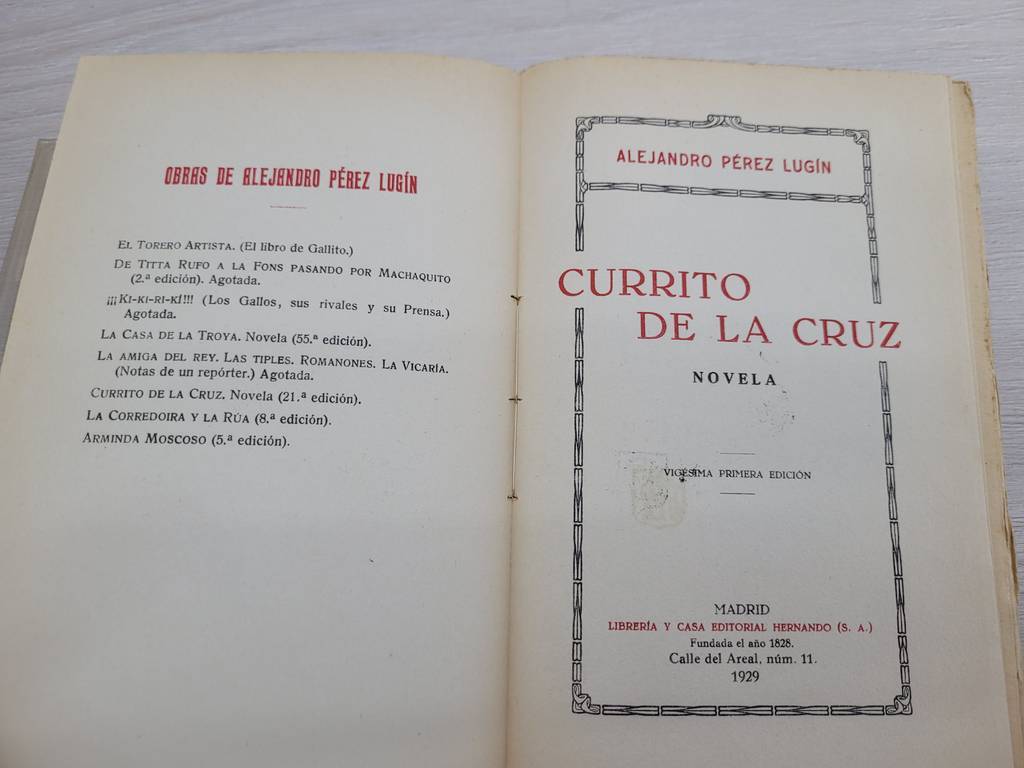 OBRAS DE ALEJANDRO PÉREZ LUGÍN
EL TORERO ARTISTA. (El libro de Gallito.)
DE TITTA RUFO A LA FONS PASANDO POR MACHAQUITO
(2.ª edición). Agotada.
¡¡¡KI-KI-RI-KÍ!!! (Los Gallos, sus rivales y su Prensa.)
Agotada.
LA CASA DE LA TROYA. Novela (55.ª edición).
LA AMIGA DEL REY. LAS TIPLES. ROMANONES. LA VICARÍA.
(Notas de un repórter.) Agotada.
CURRITO DE LA CRUZ. Novela (21.ª edición).
LA CORREDOIRA Y LA RÚA (8.ª edición).
ARMINDA MOSCOSO (5.ª edición).
ALEJANDRO PÉREZ LUGÍN
CURRITO
DE LA CRUZ
NOVELA
VIGÉSIMA PRIMERA EDICIÓN
MADRID
LIBRERÍA Y CASA EDITORIAL HERNANDO (S. A.)
Fundada el año 1828.
Calle del Areal, núm. 11.
1929